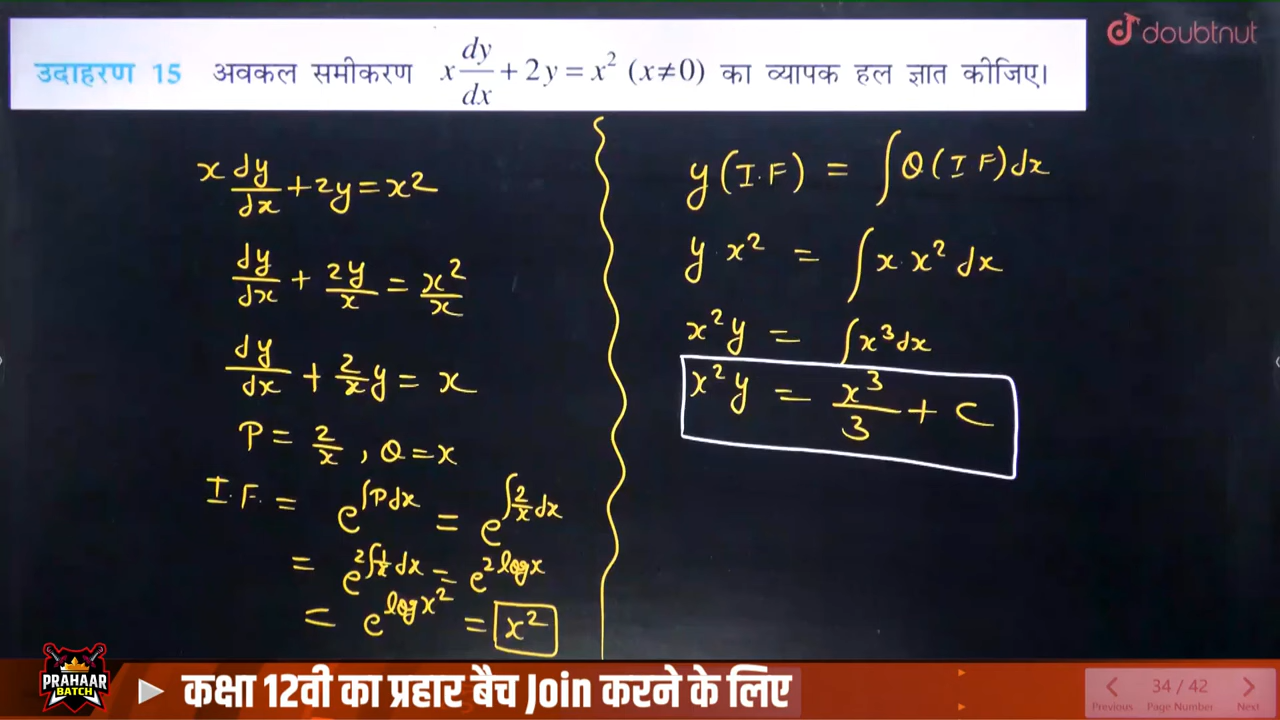 doubtnut
उदाहरण 15 अवकल समीकरण x dy/dx + 2y = x² (x≠0) का व्यापक हल ज्ञात कीजिए।
x dy/dx + 2y = x²
dy/dx + 2y/x = x²/x
dy/dx + 2/x y = x
P = 2/x , Q = x
I.F. = e^∫Pdx = e^∫2/x dx
= e^2∫1/x dx = e^2logx
= e^logx² = x²
y (I.F) = ∫Q (I F) dx
y x² = ∫x. x² dx
x²y = ∫x³dx
x²y = x³/3 + C
PRAHAAR
BATCH
कक्षा 12वी का प्रहार बैच Join करने के लिए
34 / 42
Previous Page Number Next